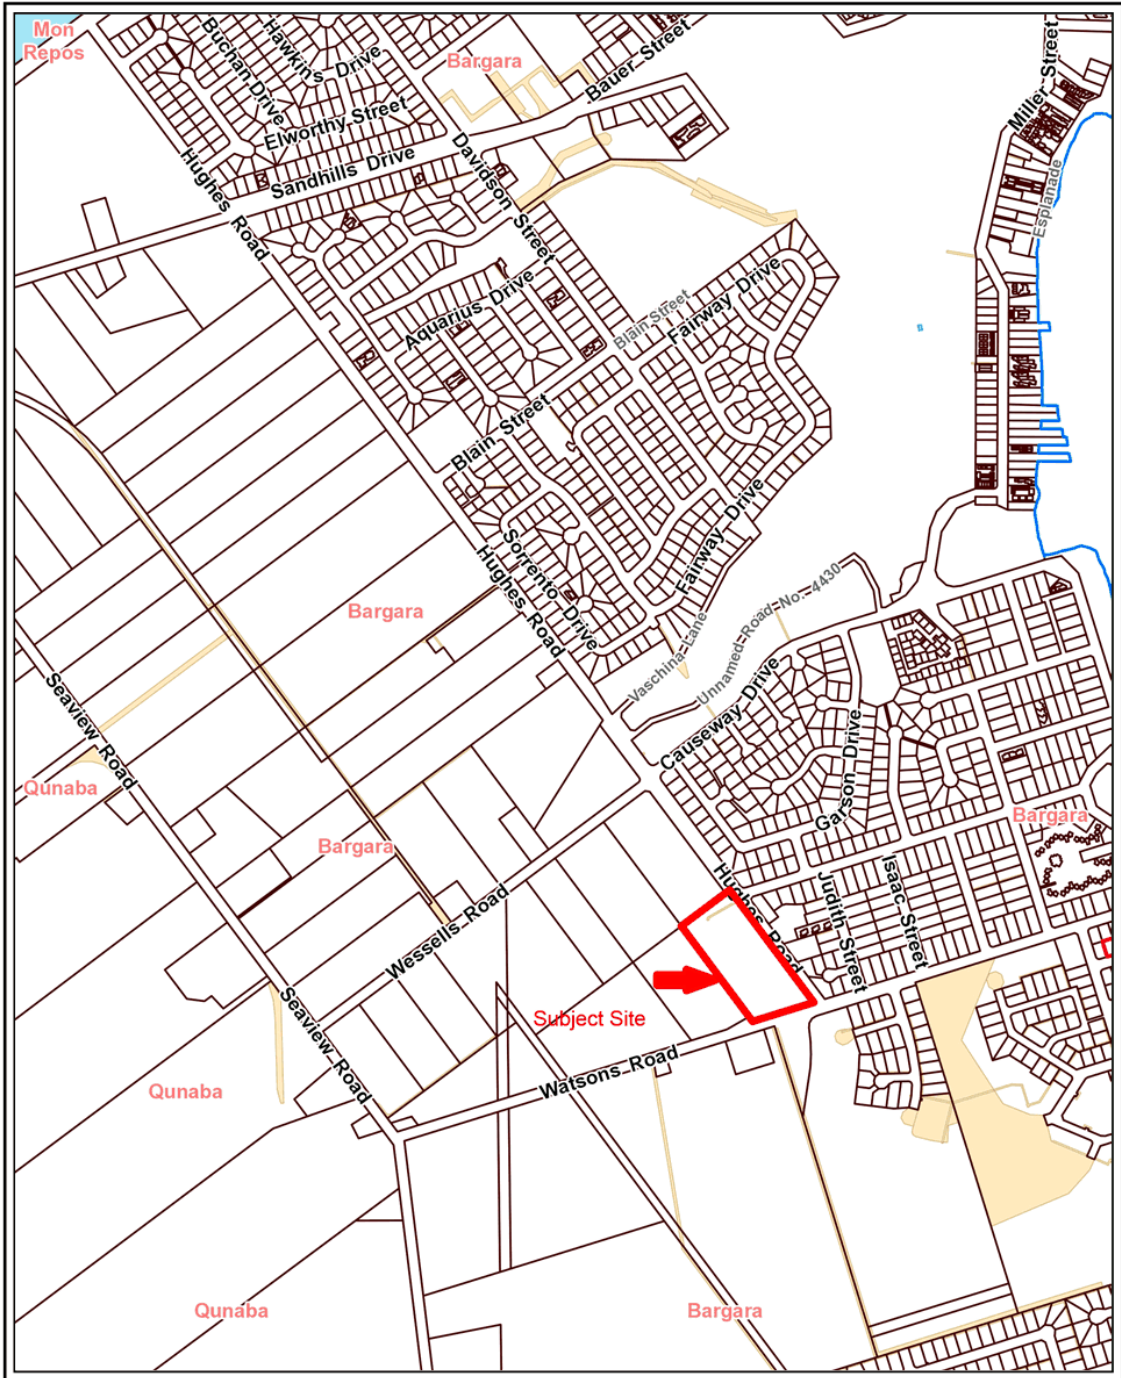 Mon
Repos
Buchan Drive
Hawkins Drive
Bargara
Bauer Street
Miller Street
Elworthy Street
Sandhills Drive
Davidson Street
Hughes Road
Esplanade
Aquarius Drive
Blain Street
Fairway Drive
Blain Street
Fairway Drive
Sorrento Drive
Hughes Road
Bargara
Unnamed Road No. 4430
Vaschina Lane
Seaview Road
Causeway Drive
Garson Drive
Qunaba
Bargara
Bargara
Hughes Road
Judith Street
Isaac Street
Wessells Road
Seaview Road
Subject Site
Watsons Road
Qunaba
Qunaba
Bargara